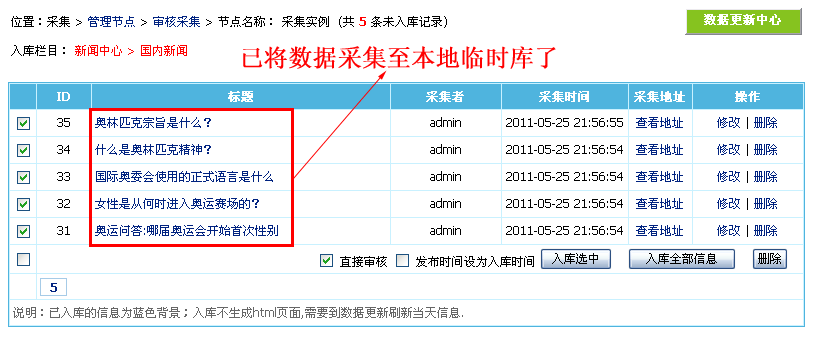 位置：采集 > 管理节点 > 审核采集 > 节点名称： 采集实例 (共 5 条未入库记录)
数据更新中心
入库栏目： 新闻中心 > 国内新闻
已将数据采集至本地临时库了
ID 标题 采集者 采集时间 采集地址 操作
35 奥林匹克宗旨是什么？ admin 2011-05-25 21:56:55 查看地址 修改 | 删除
34 什么是奥林匹克精神？ admin 2011-05-25 21:56:54 查看地址 修改 | 删除
33 国际奥委会使用的正式语言是什么 admin 2011-05-25 21:56:54 查看地址 修改 | 删除
32 女性是从何时进入奥运赛场的？ admin 2011-05-25 21:56:54 查看地址 修改 | 删除
31 奥运问答:哪届奥运会开始首次性别 admin 2011-05-25 21:56:54 查看地址 修改 | 删除
直接审核 发布时间设为入库时间 入库选中 入库全部信息 删除
5
说明：已入库的信息为蓝色背景；入库不生成html页面,需要到数据更新刷新当天信息.